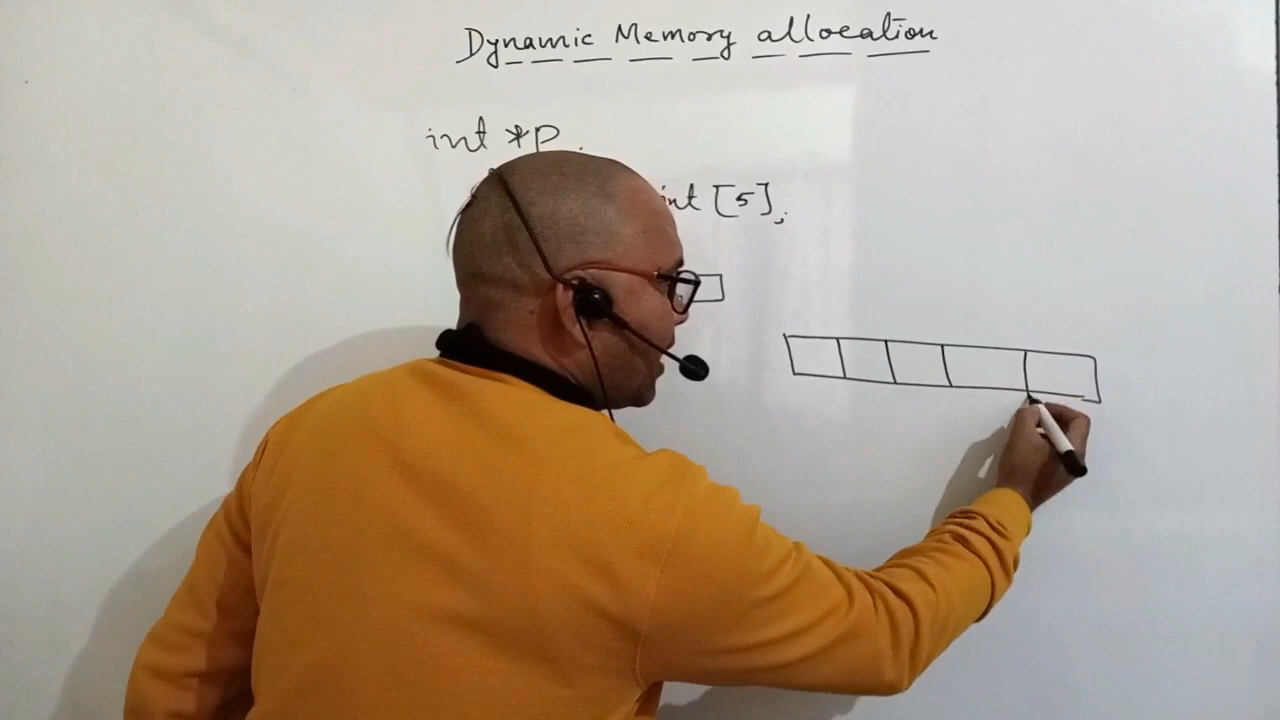 Dynamic Memory allocation
int *p
int [5];